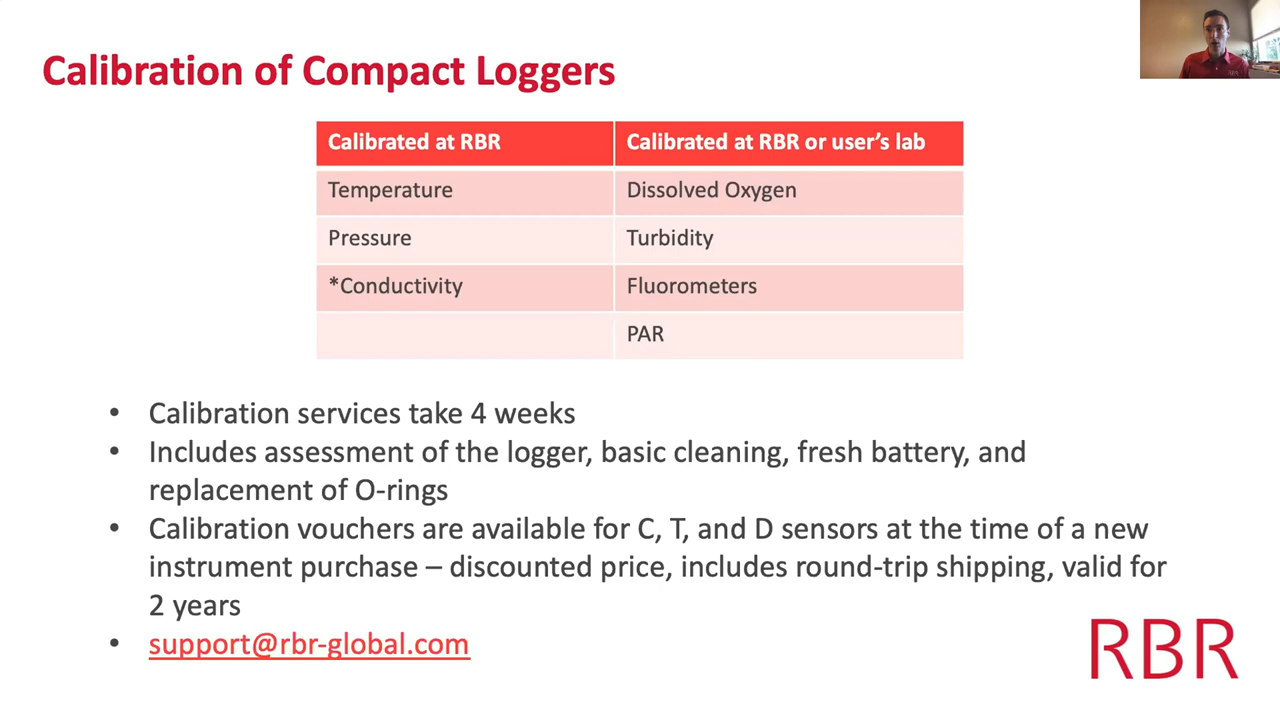 Calibration of Compact Loggers
Calibrated at RBR
Calibrated at RBR or user's lab
Temperature
Dissolved Oxygen
Pressure
Turbidity
*Conductivity
Fluorometers
PAR
• Calibration services take 4 weeks
• Includes assessment of the logger, basic cleaning, fresh battery, and
replacement of O-rings
• Calibration vouchers are available for C, T, and D sensors at the time of a new
instrument purchase – discounted price, includes round-trip shipping, valid for
2 years
• support@rbr-global.com
RBR